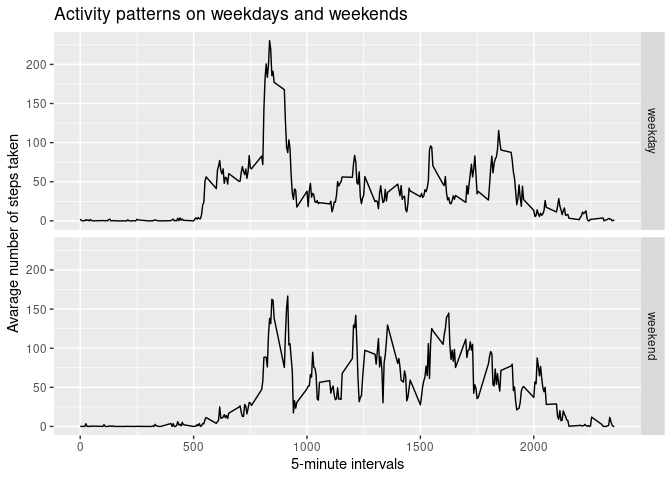 Activity patterns on weekdays and weekends
Avarage number of steps taken
200
150
100
50
0
weekday
200
150
100
50
0
weekend
0 500 1000 1500 2000
5-minute intervals